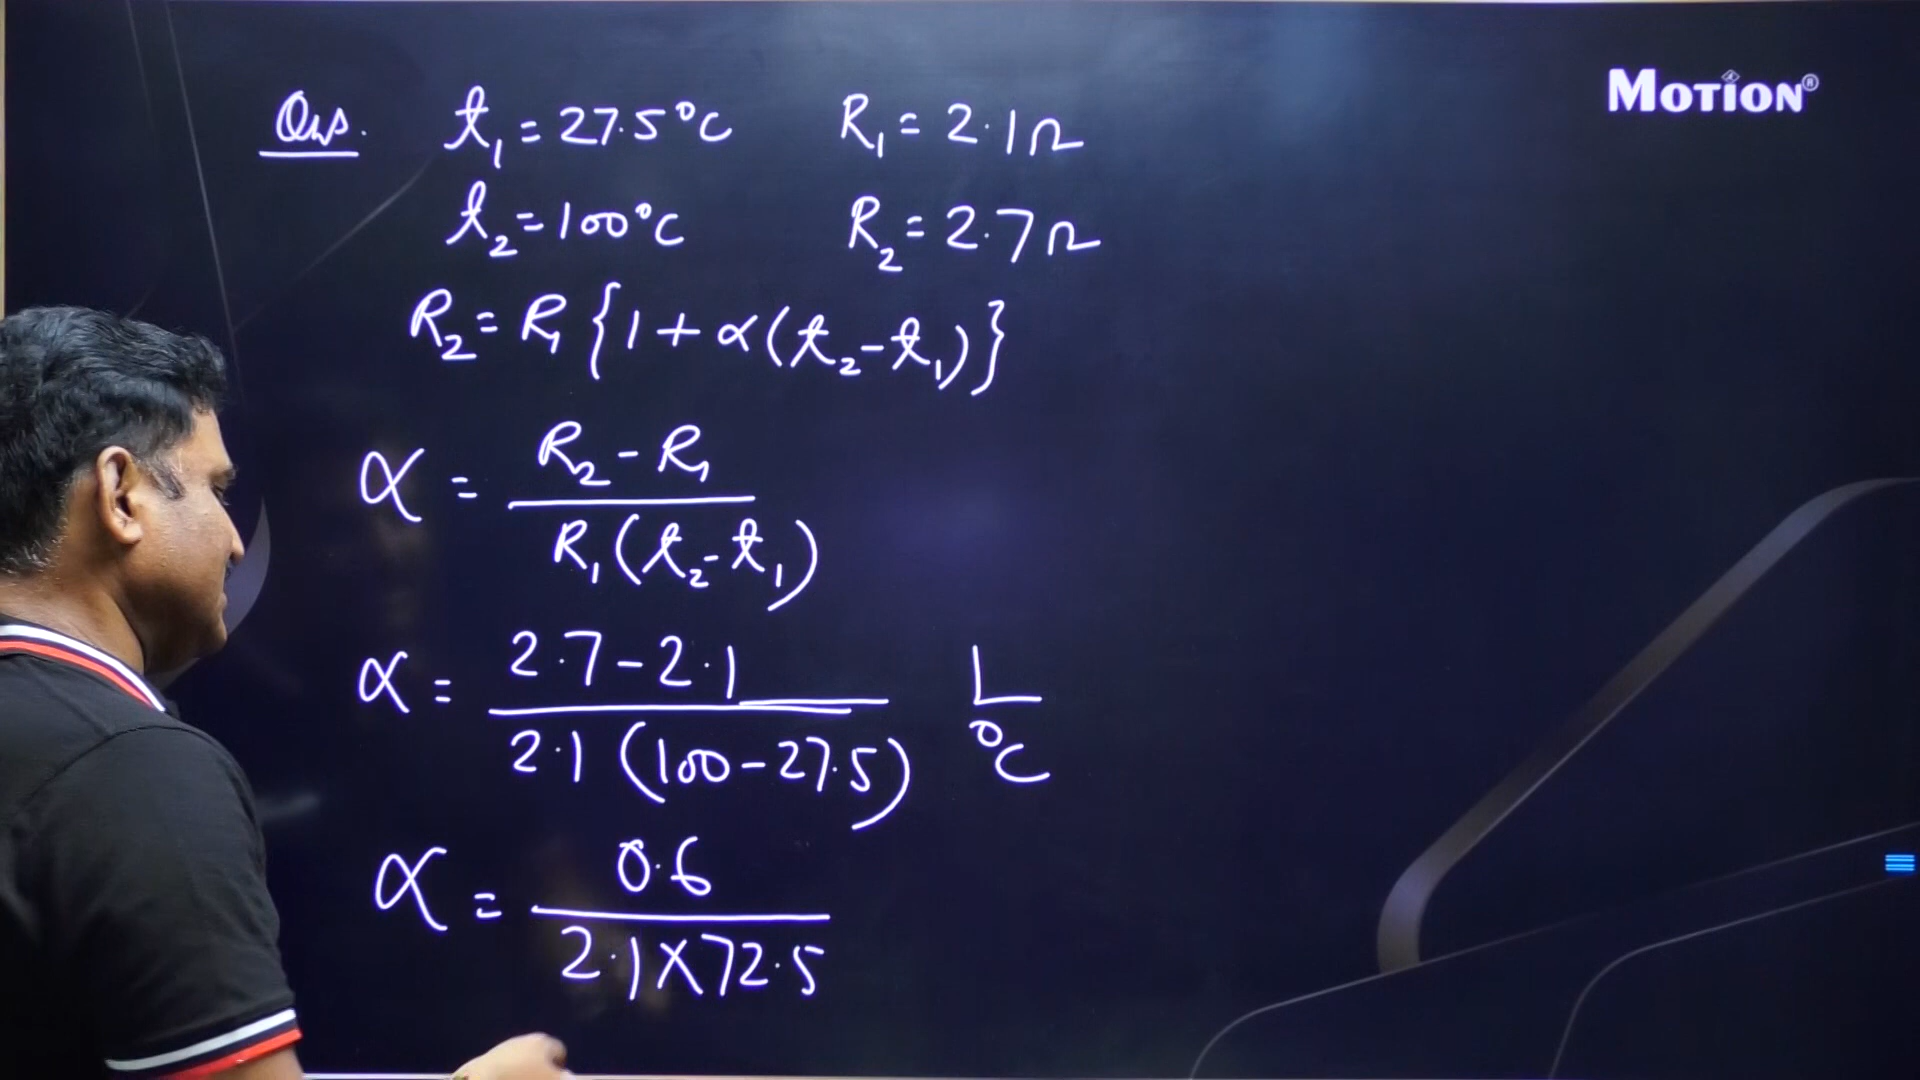 MOTION®
Ans. t₁ = 27.5°C R₁ = 2.1Ω
t₂ = 100°C R₂ = 2.7Ω
R₂ = R₁ {1 + α(t₂ - t₁)}
α = (R₂ - R₁) / (R₁(t₂ - t₁))
α = (2.7 - 2.1) / (2.1 (100 - 27.5)) 1/°C
α = 0.6 / (2.1 × 72.5)